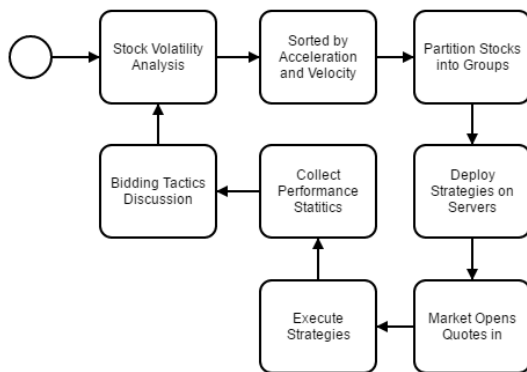 Stock Volatility
Analysis
Sorted by
Acceleration
and Velocity
Partition Stocks
into Groups
Deploy
Strategies on
Servers
Market Opens
Quotes in
Execute
Strategies
Collect
Performance
Statitics
Bidding Tactics
Discussion